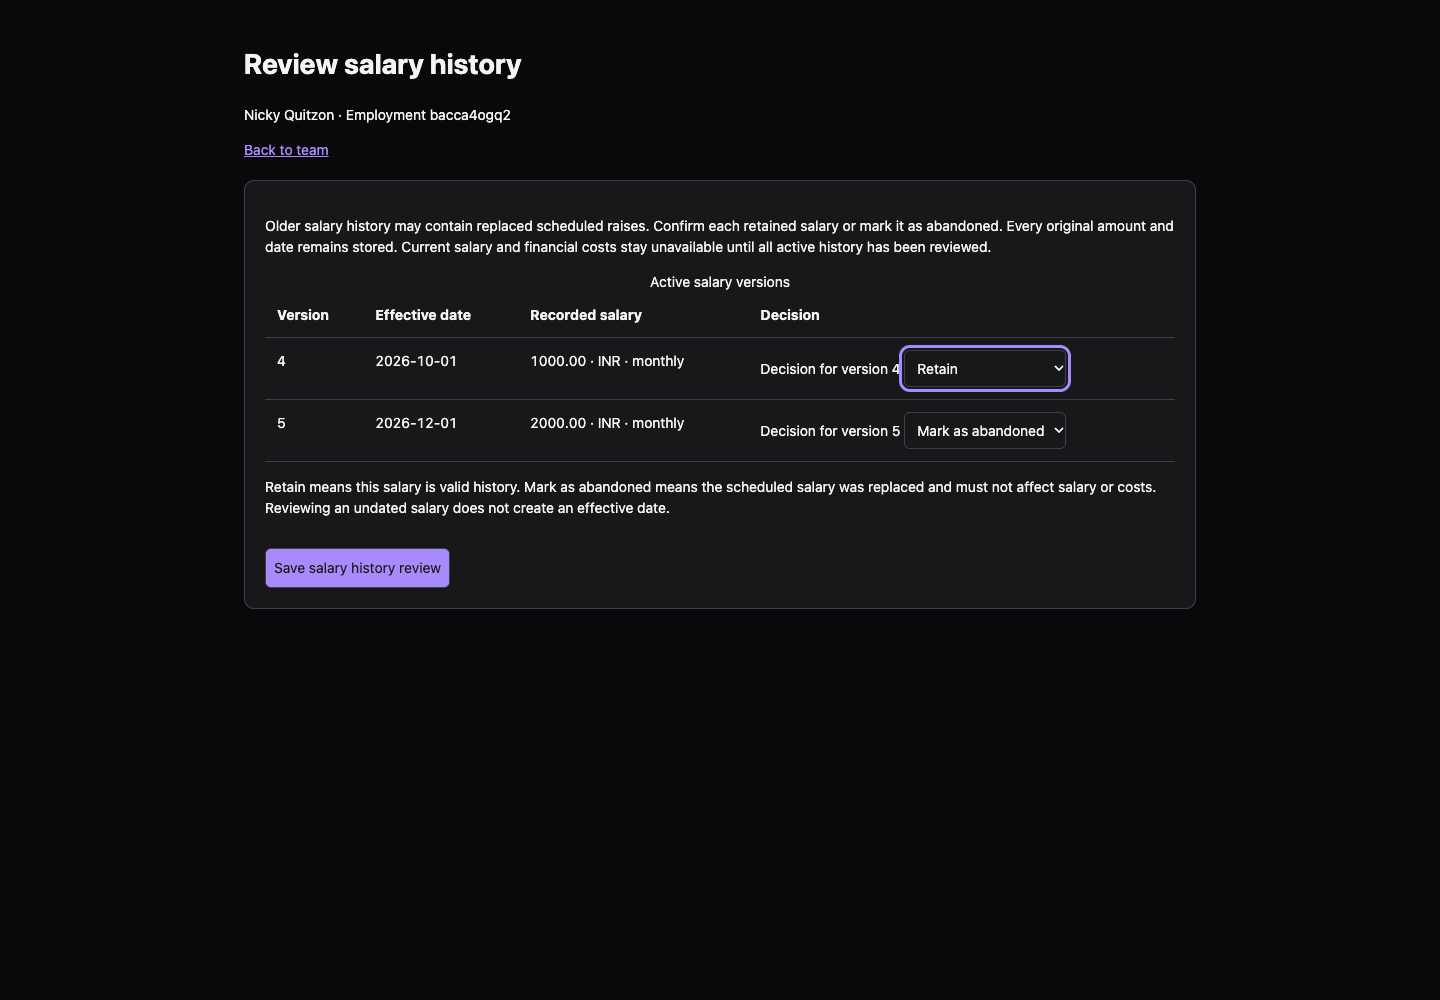 Review salary history
Nicky Quitzon · Employment bacca4ogq2
Back to team
Older salary history may contain replaced scheduled raises. Confirm each retained salary or mark it as abandoned. Every original amount and
date remains stored. Current salary and financial costs stay unavailable until all active history has been reviewed.
Active salary versions
Version Effective date Recorded salary Decision
4 2026-10-01 1000.00 · INR · monthly Decision for version 4 Retain
5 2026-12-01 2000.00 · INR · monthly Decision for version 5 Mark as abandoned
Retain means this salary is valid history. Mark as abandoned means the scheduled salary was replaced and must not affect salary or costs.
Reviewing an undated salary does not create an effective date.
Save salary history review